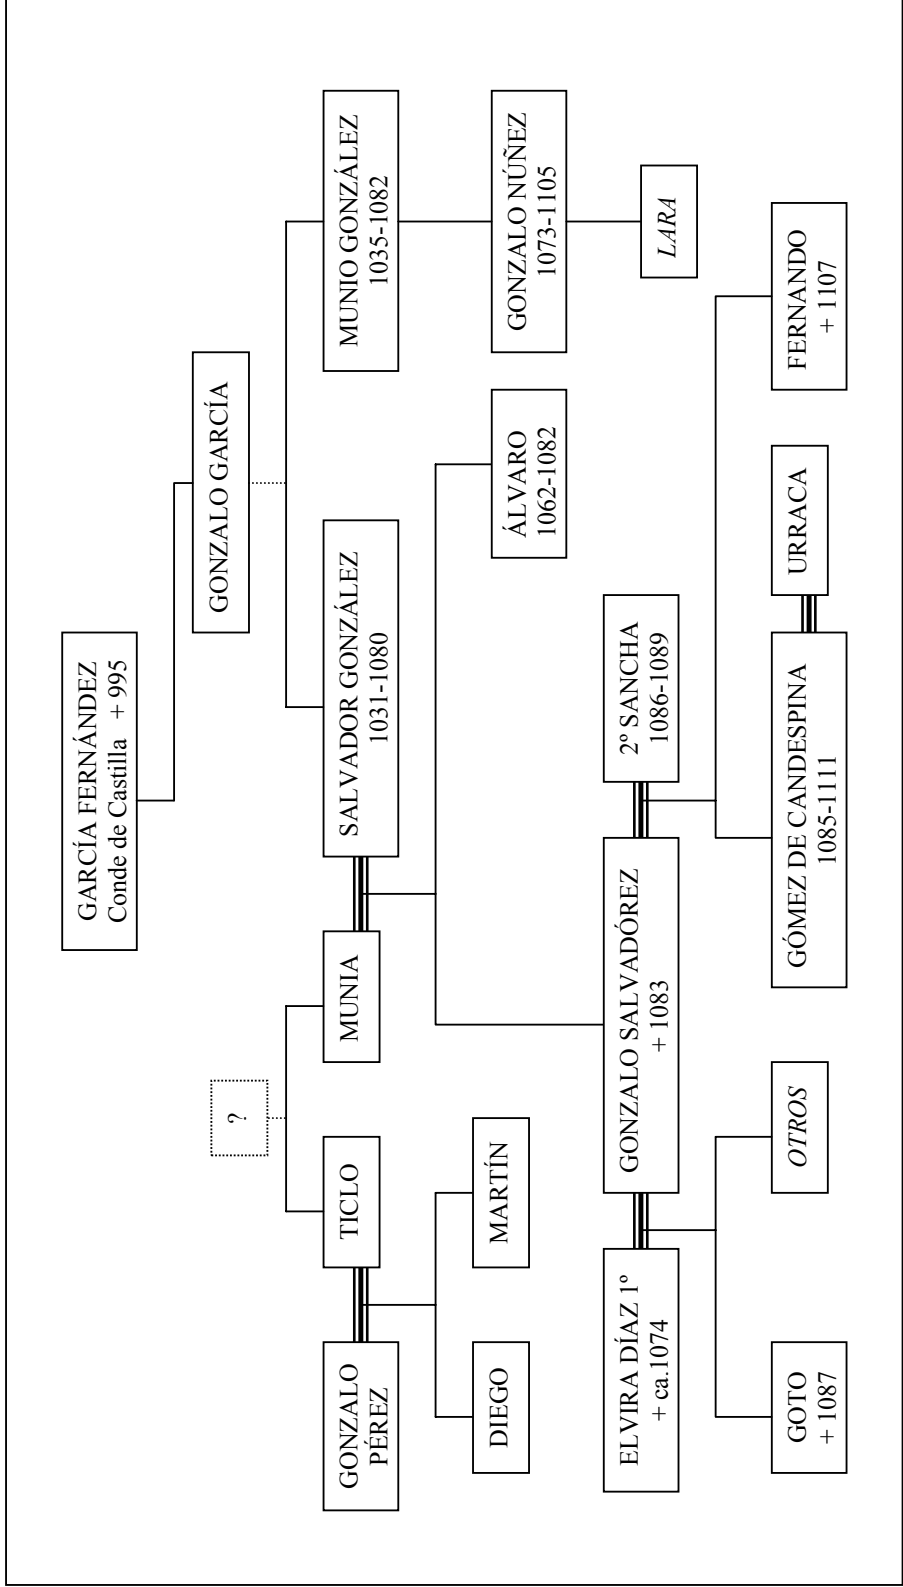 GARCÍA FERNÁNDEZ
Conde de Castilla + 995
GONZALO GARCÍA
?
GONZALO
PÉREZ
TICLO
MUNIA
SALVADOR GONZÁLEZ
1031-1080
MUNIO GONZÁLEZ
1035-1082
DIEGO
MARTÍN
ÁLVARO
1062-1082
GONZALO NÚÑEZ
1073-1105
ELVIRA DÍAZ 1º
+ ca.1074
GONZALO SALVADÓREZ
+ 1083
2º SANCHA
1086-1089
LARA
GOTO
+ 1087
OTROS
GÓMEZ DE CANDESPINA
1085-1111
URRACA
FERNANDO
+ 1107